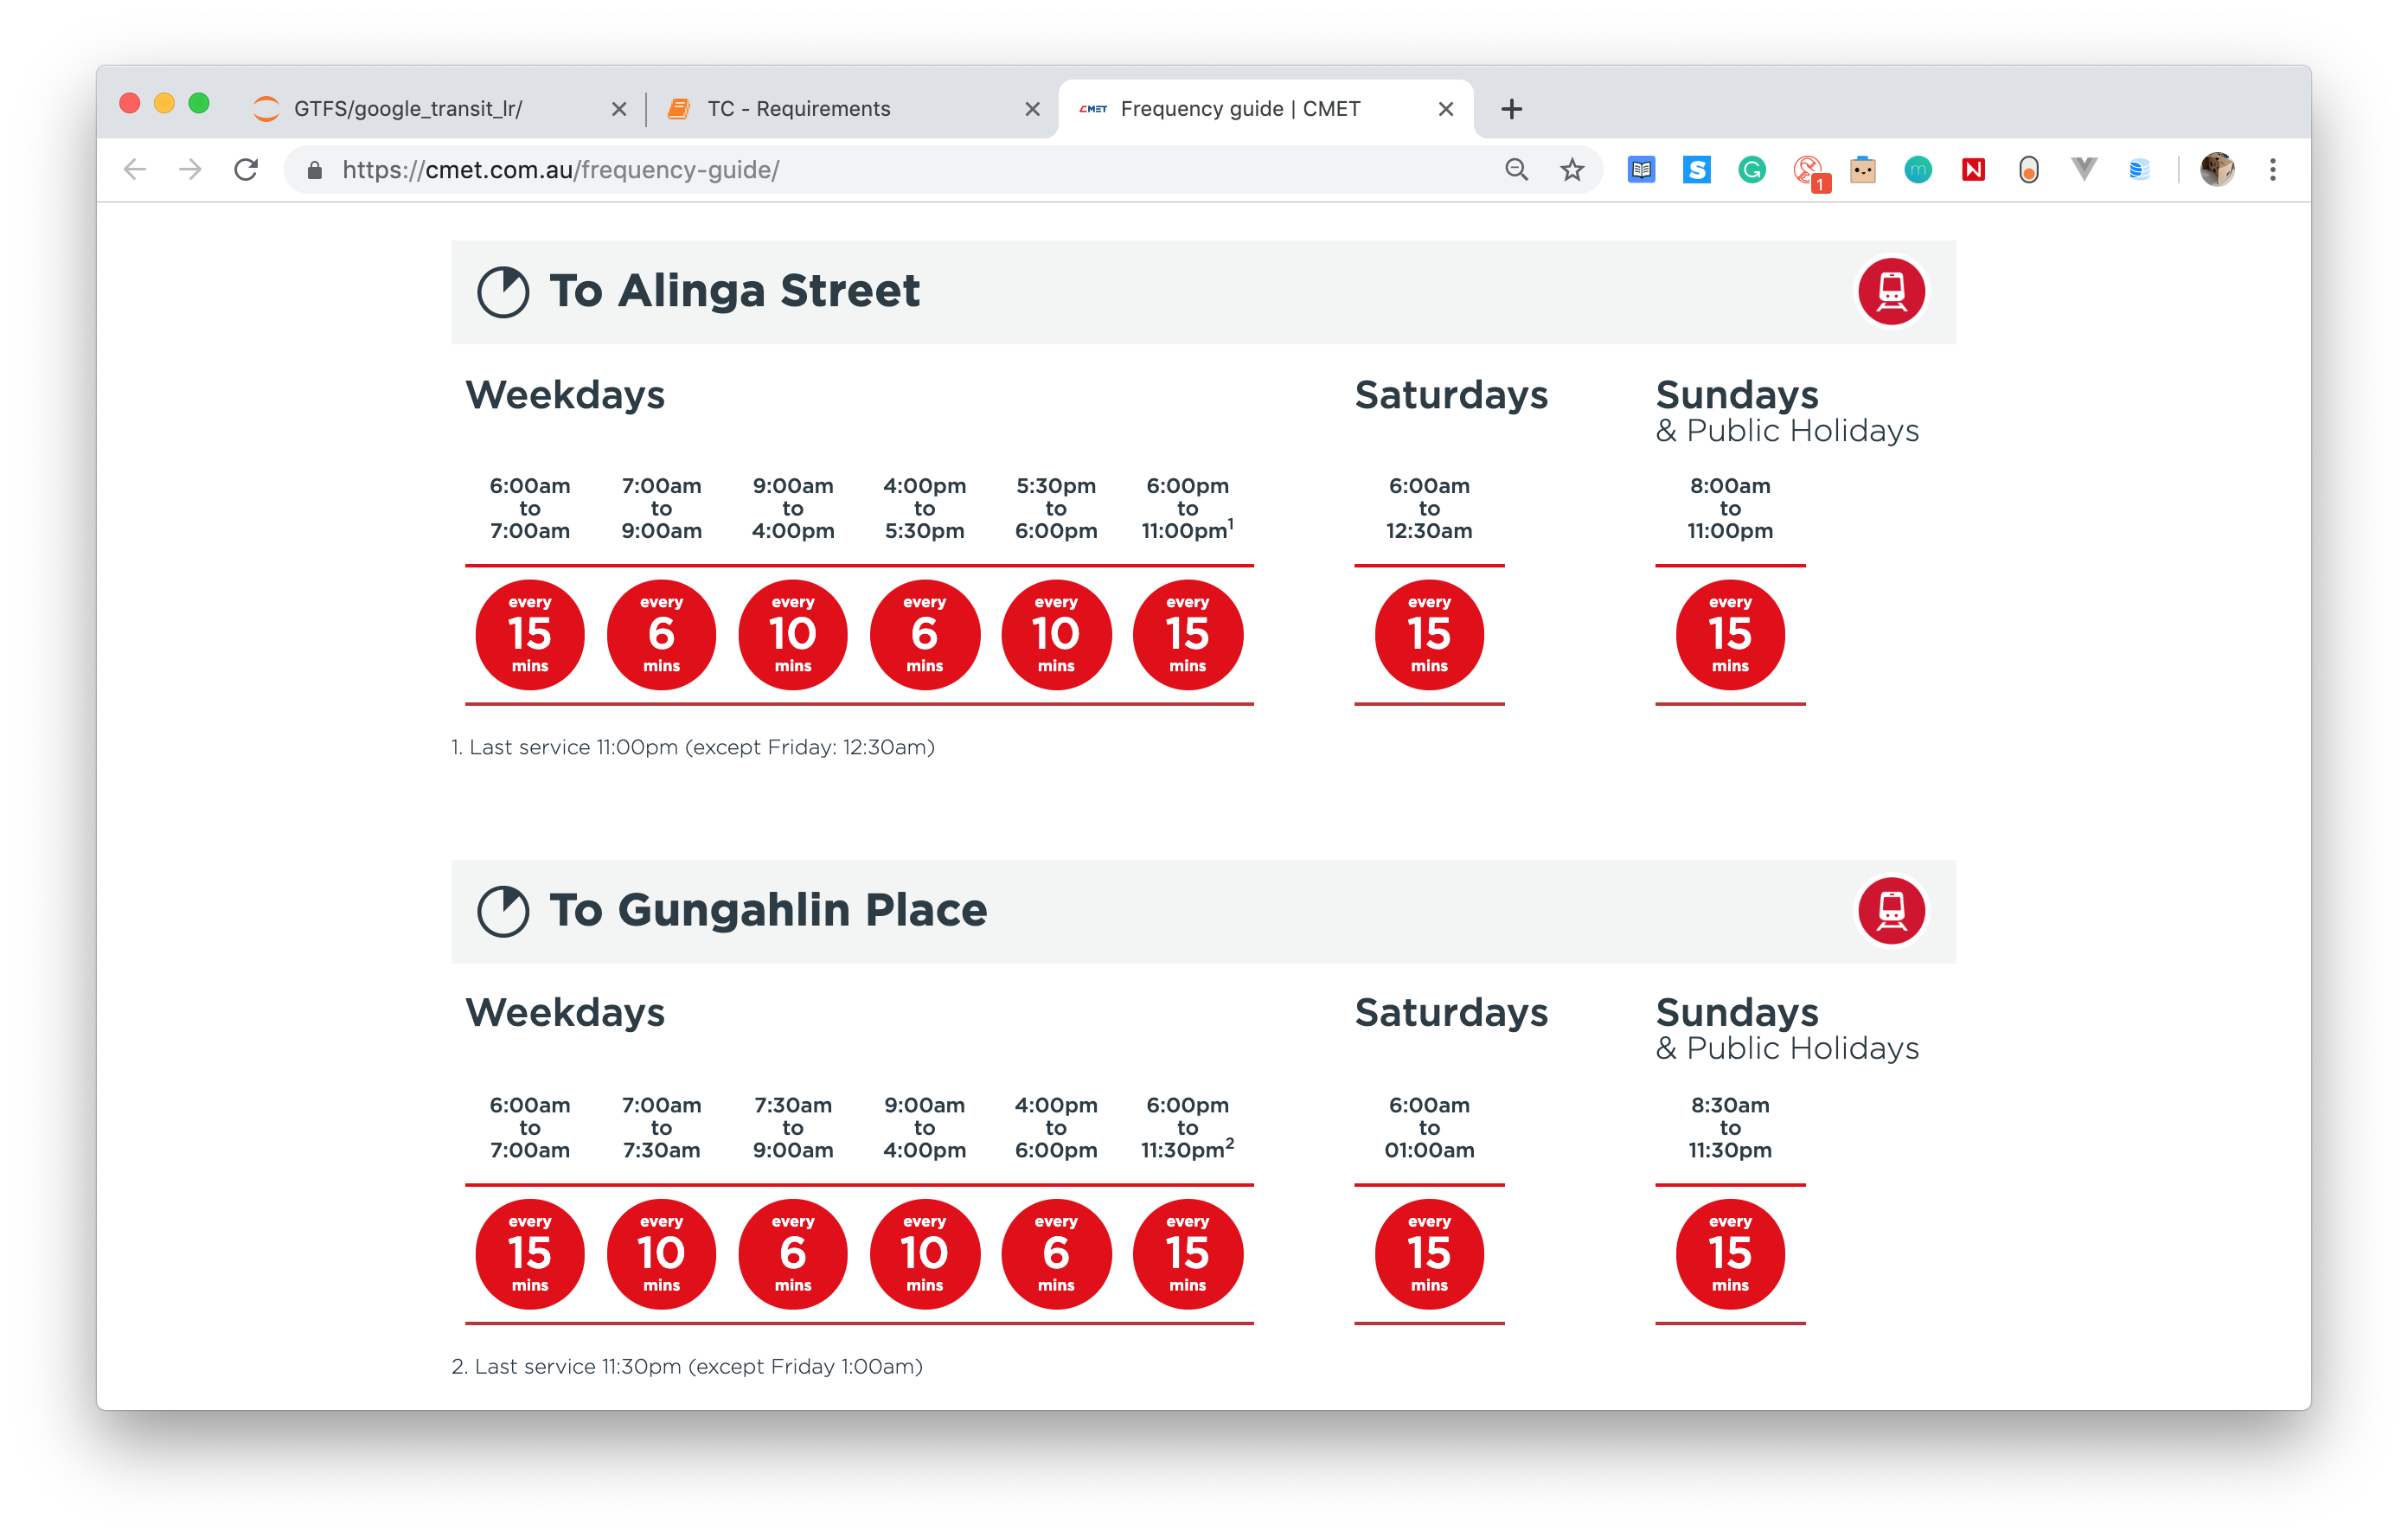 GTFS/google_transit_lr/
TC - Requirements
CMET
Frequency guide | CMET
https://cmet.com.au/frequency-guide/
S
G
1
m
N
To Alinga Street
Weekdays
Saturdays
Sundays
& Public Holidays
6:00am to 7:00am
7:00am to 9:00am
9:00am to 4:00pm
4:00pm to 5:30pm
5:30pm to 6:00pm
6:00pm to 11:00pm¹
6:00am to 12:30am
8:00am to 11:00pm
every 15 mins
every 6 mins
every 10 mins
every 6 mins
every 10 mins
every 15 mins
every 15 mins
every 15 mins
1. Last service 11:00pm (except Friday: 12:30am)
To Gungahlin Place
Weekdays
Saturdays
Sundays
& Public Holidays
6:00am to 7:00am
7:00am to 7:30am
7:30am to 9:00am
9:00am to 4:00pm
4:00pm to 6:00pm
6:00pm to 11:30pm²
6:00am to 01:00am
8:30am to 11:30pm
every 15 mins
every 10 mins
every 6 mins
every 10 mins
every 6 mins
every 15 mins
every 15 mins
every 15 mins
2. Last service 11:30pm (except Friday 1:00am)